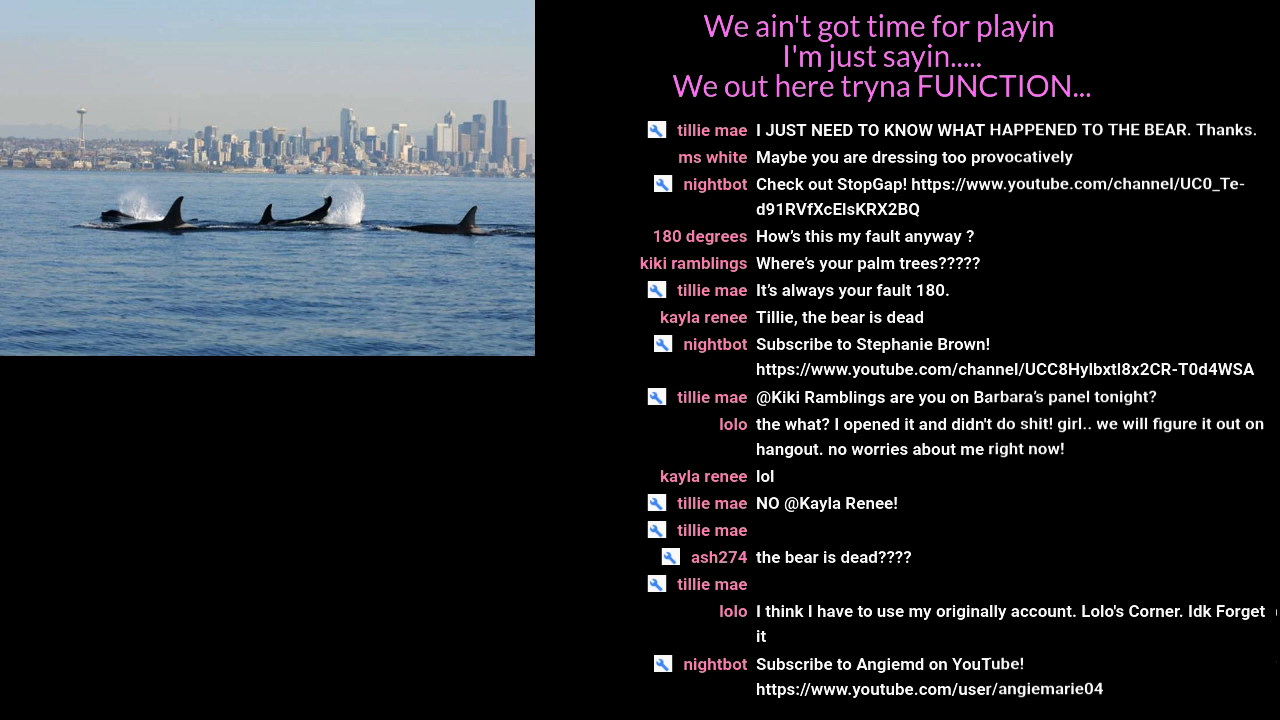 We ain't got time for playin
I'm just sayin.....
We out here tryna FUNCTION...
tillie mae I JUST NEED TO KNOW WHAT HAPPENED TO THE BEAR. Thanks.
ms white Maybe you are dressing too provocatively
nightbot Check out StopGap! https://www.youtube.com/channel/UC0_Te-
d91RVfXcElsKRX2BQ
180 degrees How's this my fault anyway ?
kiki ramblings Where's your palm trees?????
tillie mae It's always your fault 180.
kayla renee Tillie, the bear is dead
nightbot Subscribe to Stephanie Brown!
https://www.youtube.com/channel/UCC8Hylbxtl8x2CR-T0d4WSA
tillie mae @Kiki Ramblings are you on Barbara's panel tonight?
lolo the what? I opened it and didn't do shit! girl.. we will figure it out on
hangout. no worries about me right now!
kayla renee lol
tillie mae NO @Kayla Renee!
tillie mae
ash274 the bear is dead????
tillie mae
lolo I think I have to use my originally account. Lolo's Corner. Idk Forget
it
nightbot Subscribe to Angiemd on YouTube!
https://www.youtube.com/user/angiemarie04